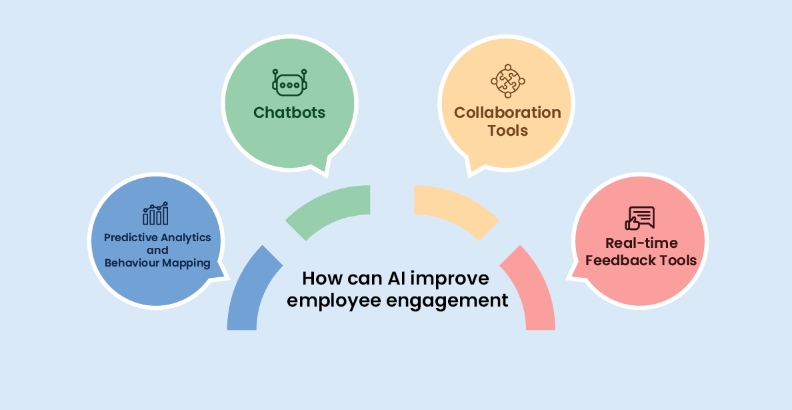 Chatbots
Collaboration
Tools
Predictive Analytics
and
Behaviour Mapping
Real-time
Feedback Tools
How can AI improve
employee engagement